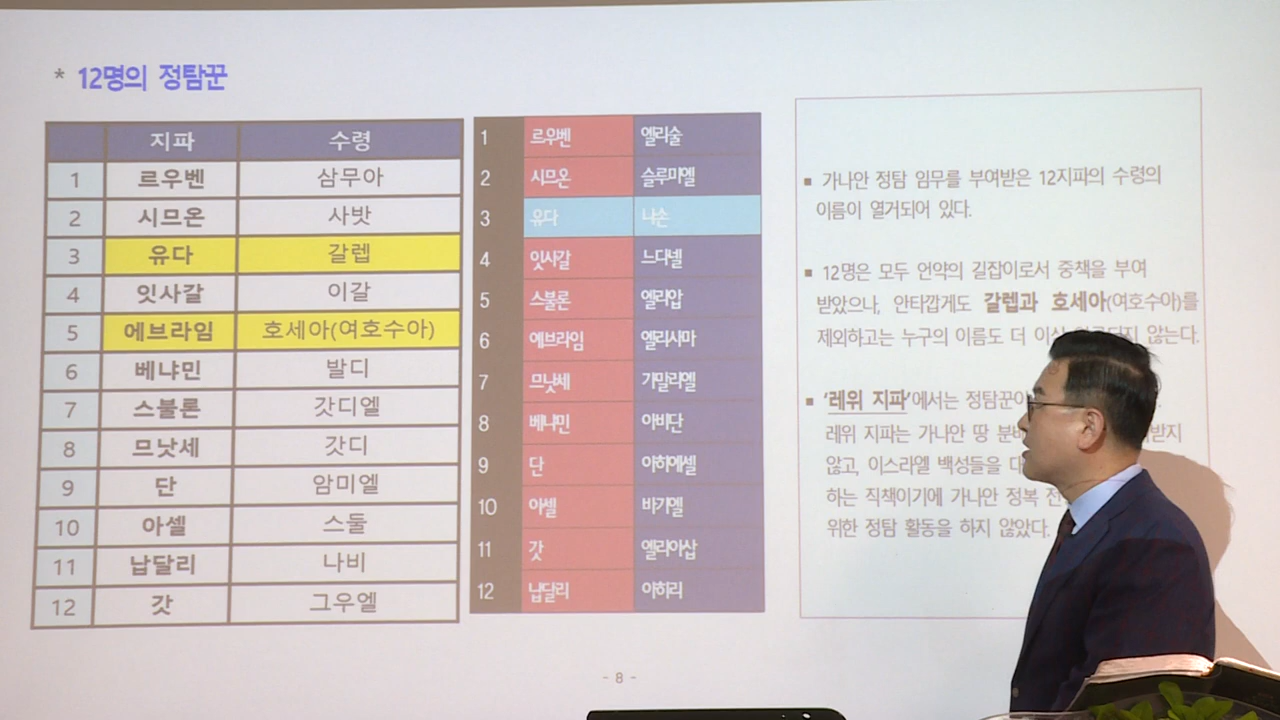 * 12명의 정탐꾼
지파 수령
1 르우벤 삼무아
2 시므온 사밧
3 유다 갈렙
4 잇사갈 이갈
5 에브라임 호세아(여호수아)
6 베냐민 발디
7 스불론 갓디엘
8 므낫세 갓디
9 단 암미엘
10 아셀 스둘
11 납달리 나비
12 갓 그우엘
1 르우벤 엘리술
2 시므온 슬루미엘
3 유다 나손
4 잇사갈 느다넬
5 스불론 엘리압
6 에브라임 엘리사마
7 므낫세 가말리엘
8 베냐민 아비단
9 단 아히에셀
10 아셀 바기엘
11 갓 엘리아삽
12 납달리 아히라
▪ 가나안 정탐 임무를 부여받은 12지파의 수령의
이름이 열거되어 있다.
▪ 12명은 모두 언약의 길잡이로서 중책을 부여
받았으나, 안타깝게도 갈렙과 호세아(여호수아)를
제외하고는 누구의 이름도 더 이상 않는다.
▪ '레위 지파'에서는 정탐꾼이
레위 지파는 가나안 땅
않고, 이스라엘 백성들을
하는 직책이기에 가나안 정복
위한 정탐 활동을 하지 않았다.
- 8 -